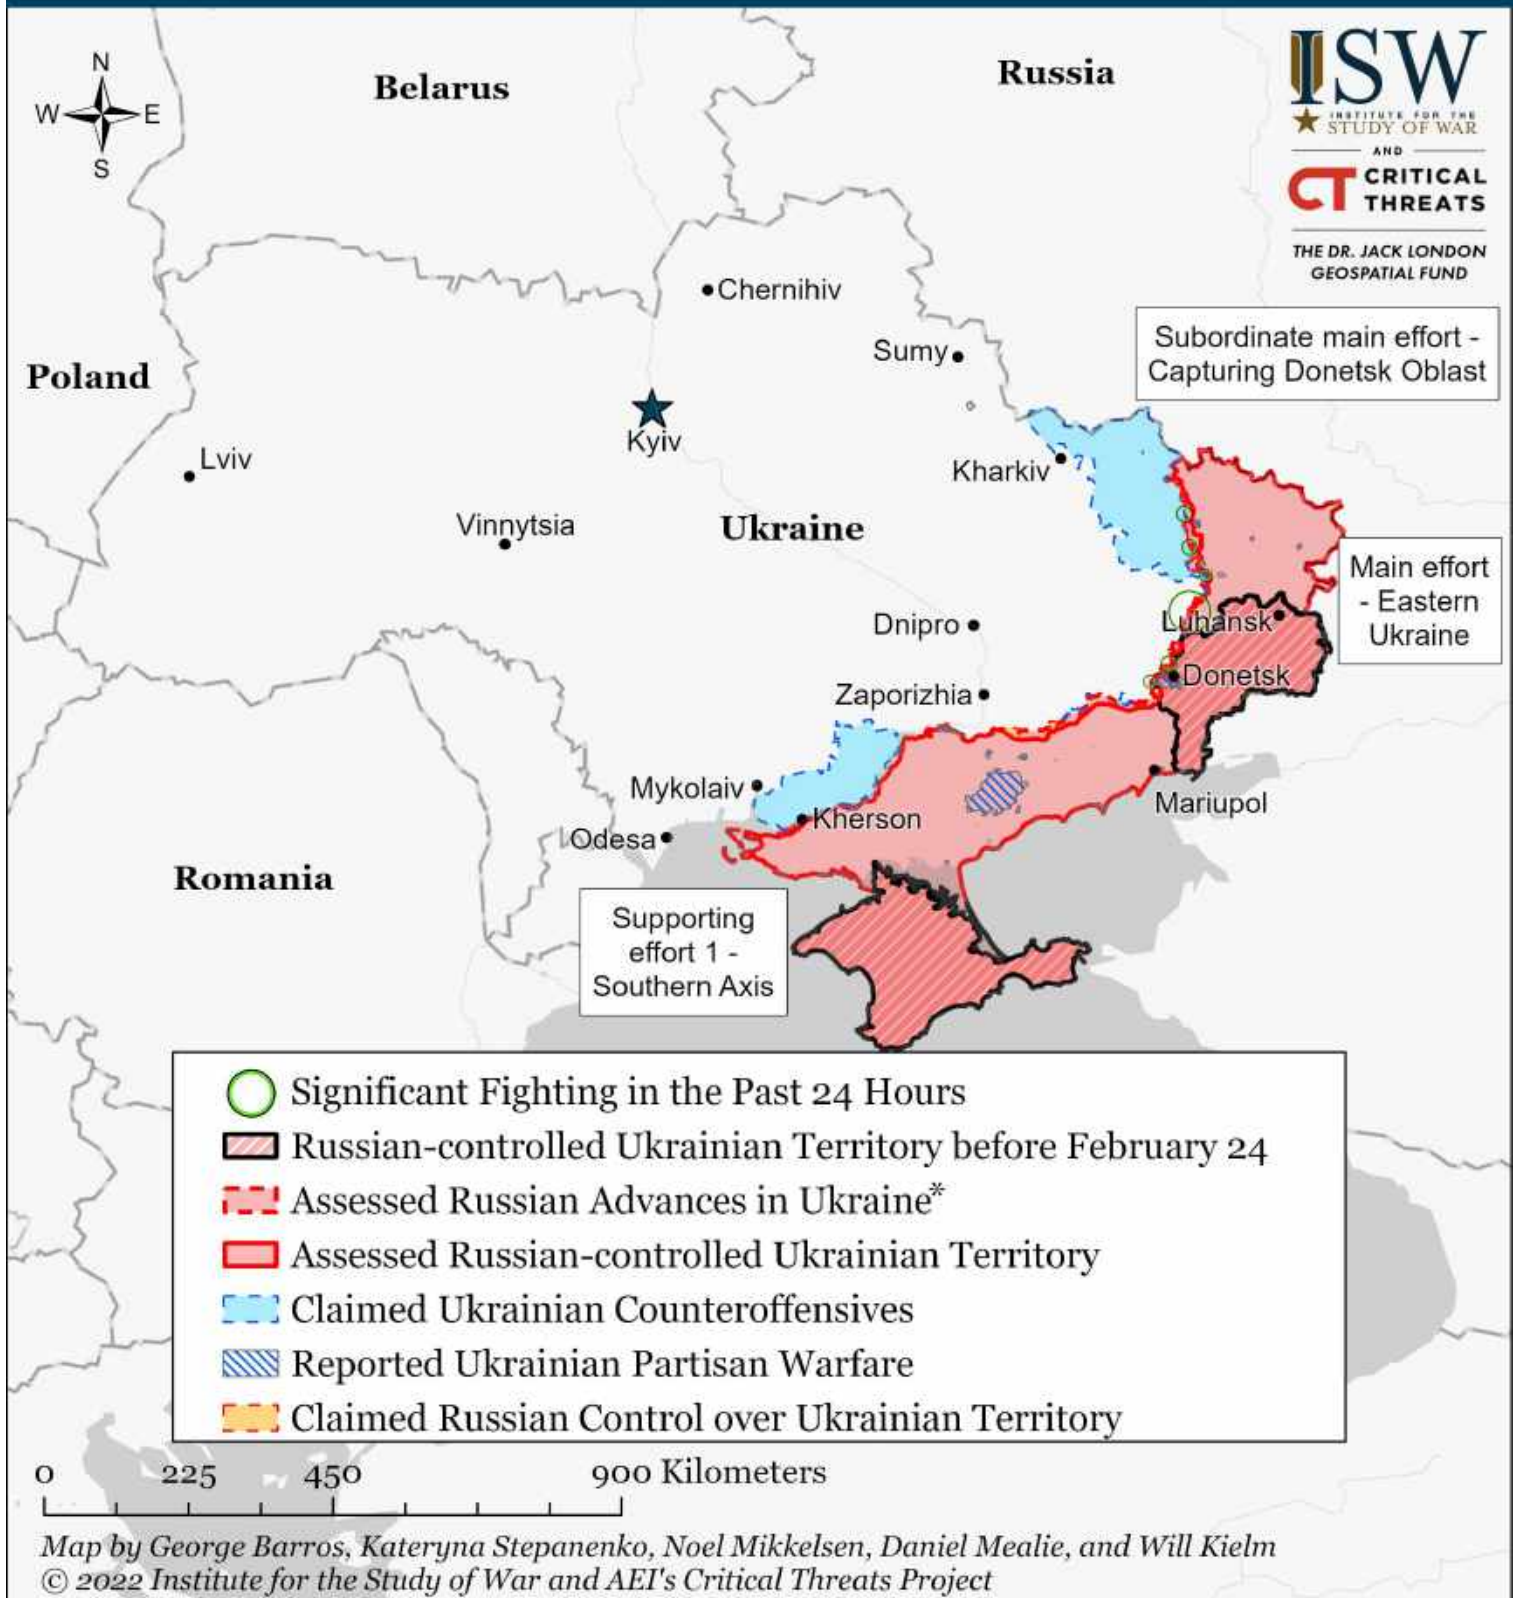 N
W E
S
Belarus
Russia
ISW
INSTITUTE FOR THE
STUDY OF WAR
AND
CT CRITICAL
THREATS
THE DR. JACK LONDON
GEOSPATIAL FUND
Chernihiv
Subordinate main effort -
Capturing Donetsk Oblast
Sumy
Poland
Kyiv
Lviv
Kharkiv
Vinnytsia
Ukraine
Main effort
- Eastern
Ukraine
Dnipro
Luhansk
Donetsk
Zaporizhia
Mykolaiv
Mariupol
Kherson
Odesa
Romania
Supporting
effort 1 -
Southern Axis
Significant Fighting in the Past 24 Hours
Russian-controlled Ukrainian Territory before February 24
Assessed Russian Advances in Ukraine*
Assessed Russian-controlled Ukrainian Territory
Claimed Ukrainian Counteroffensives
Reported Ukrainian Partisan Warfare
Claimed Russian Control over Ukrainian Territory
0 225 450 900 Kilometers
Map by George Barros, Kateryna Stepanenko, Noel Mikkelsen, Daniel Mealie, and Will Kielm
© 2022 Institute for the Study of War and AEI's Critical Threats Project